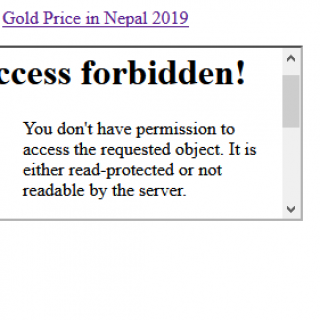 Gold Price in Nepal 2019
ccess forbidden!
You don't have permission to
access the requested object. It is
either read-protected or not
readable by the server.